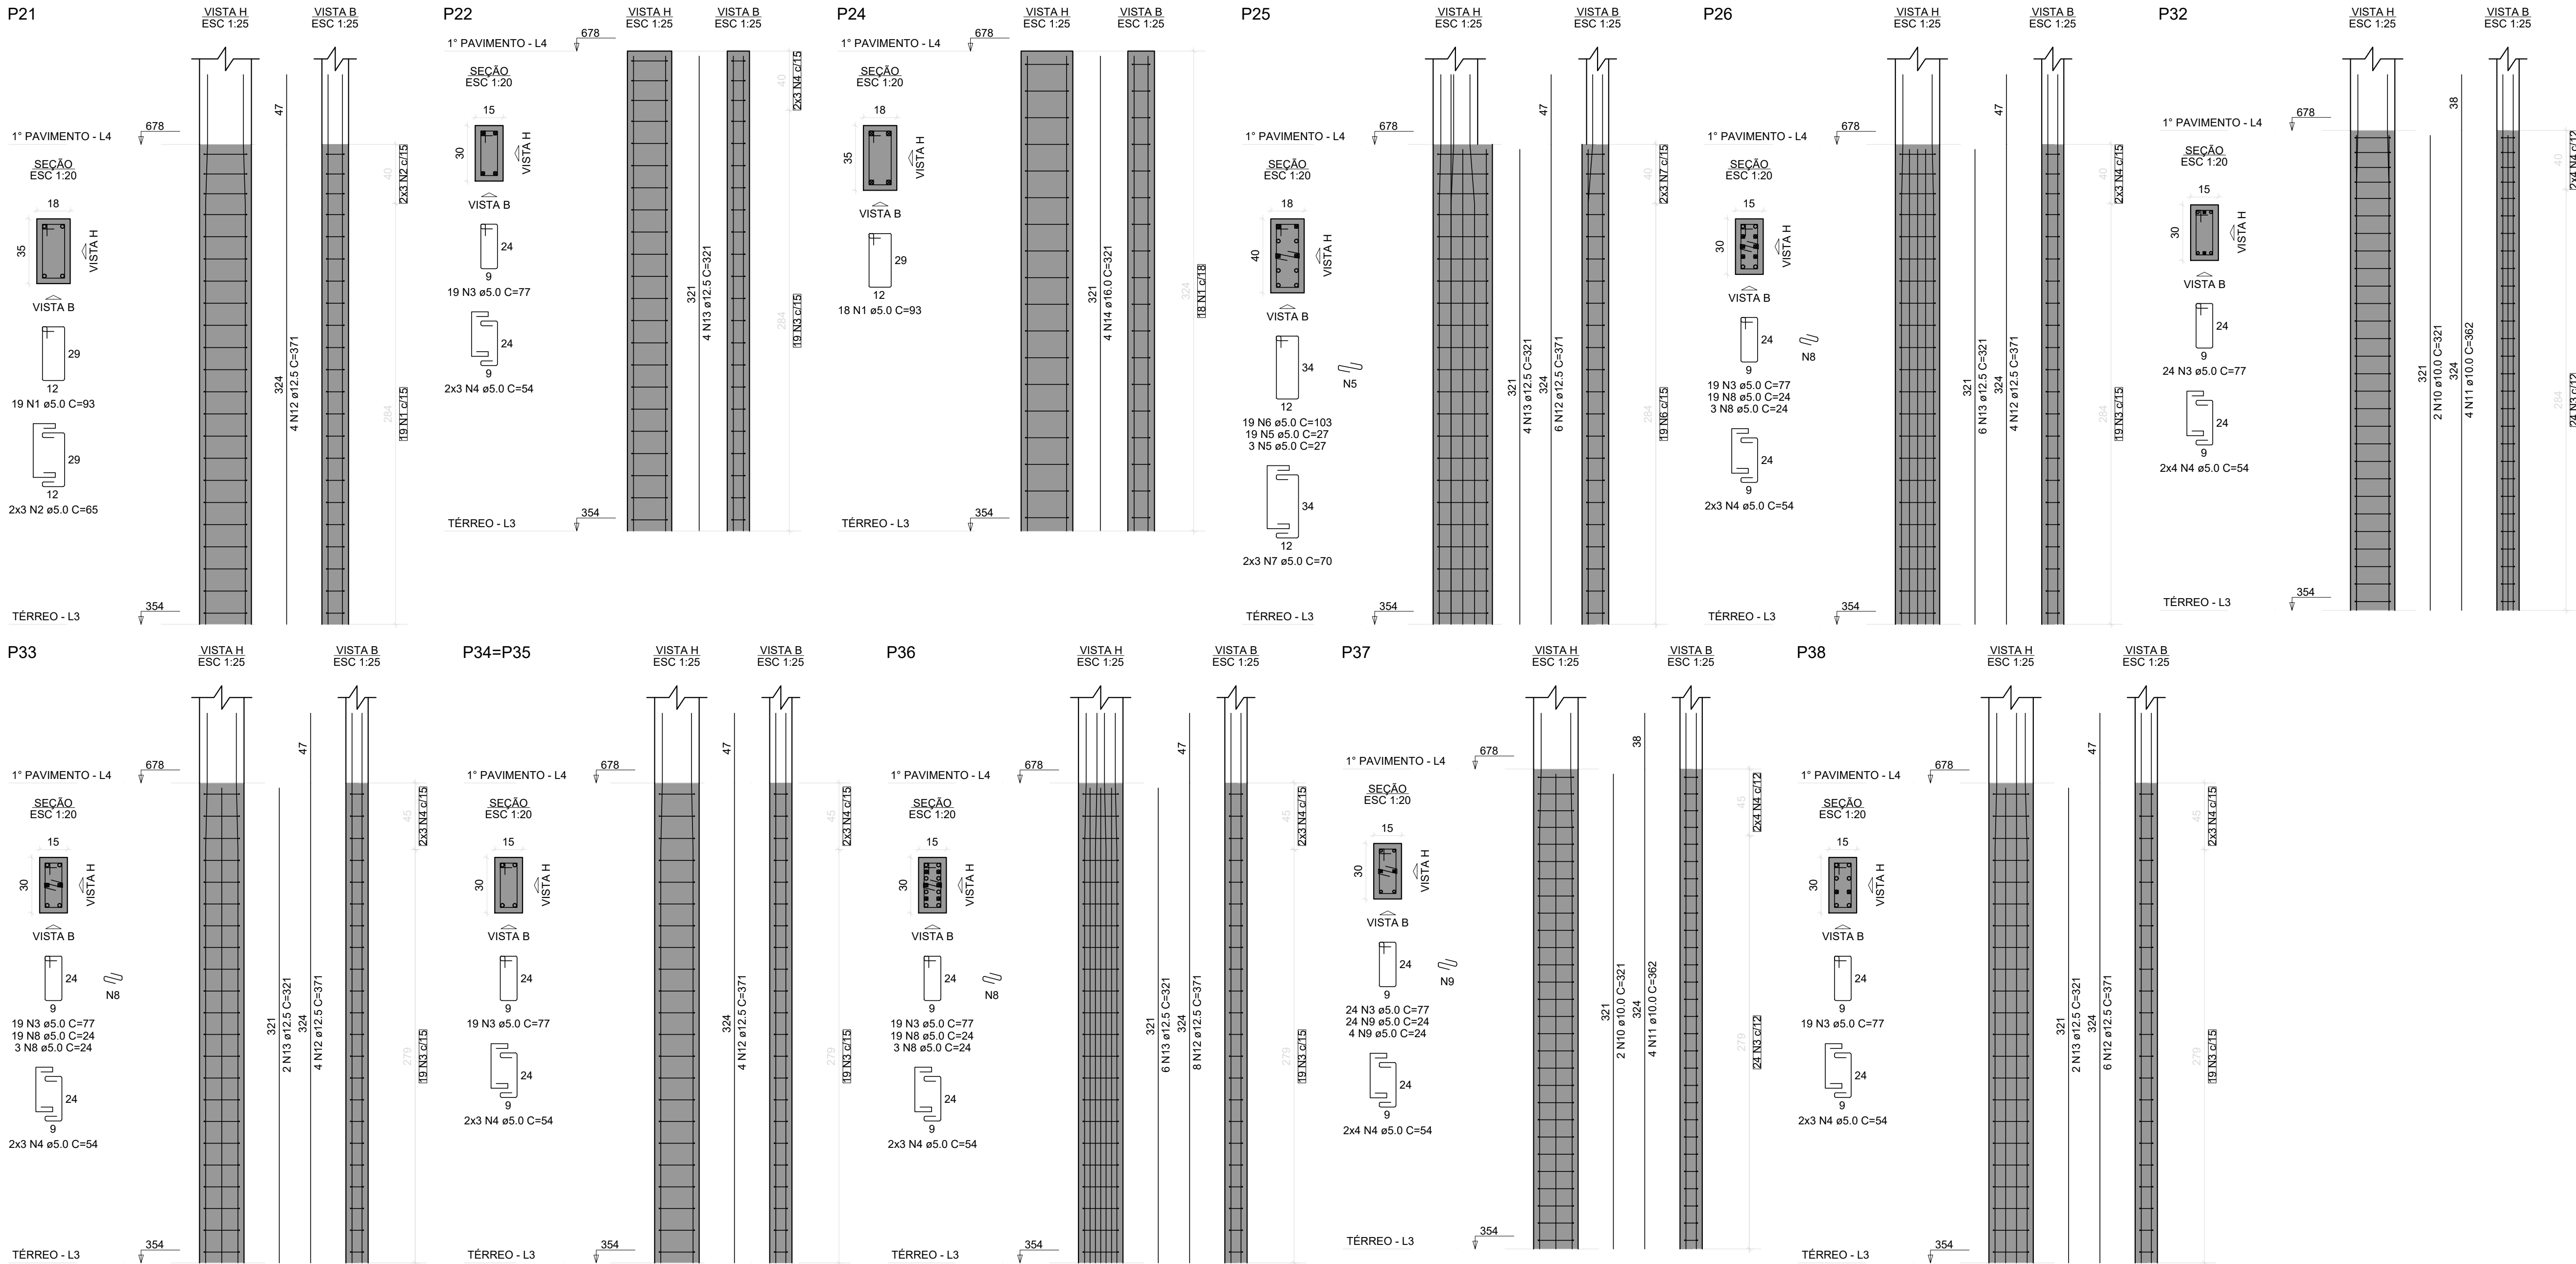 P21
VISTA H
ESC 1:25
VISTA B
ESC 1:25
47
1° PAVIMENTO - L4
678
SEÇÃO
ESC 1:20
18
35
VISTA H
VISTA B
29
12
19 N1 ø5.0 C=93
29
12
2x3 N2 ø5.0 C=65
324
4 N12 ø12.5 C=371
40
2x3 N2 c/15
284
19 N1 c/15
TÉRREO - L3
354
P22
VISTA H
ESC 1:25
VISTA B
ESC 1:25
1° PAVIMENTO - L4
678
SEÇÃO
ESC 1:20
15
30
VISTA H
VISTA B
24
9
19 N3 ø5.0 C=77
24
9
2x3 N4 ø5.0 C=54
321
4 N13 ø12.5 C=321
40
2x3 N4 c/15
284
19 N3 c/15
TÉRREO - L3
354
P24
VISTA H
ESC 1:25
VISTA B
ESC 1:25
1° PAVIMENTO - L4
678
SEÇÃO
ESC 1:20
18
35
VISTA H
VISTA B
29
12
18 N1 ø5.0 C=93
321
4 N14 ø16.0 C=321
324
18 N1 c/18
TÉRREO - L3
354
P25
VISTA H
ESC 1:25
VISTA B
ESC 1:25
47
1° PAVIMENTO - L4
678
SEÇÃO
ESC 1:20
18
40
VISTA H
VISTA B
34
N5
12
19 N6 ø5.0 C=103
19 N5 ø5.0 C=27
3 N5 ø5.0 C=27
34
12
2x3 N7 ø5.0 C=70
321
4 N13 ø12.5 C=321
324
6 N12 ø12.5 C=371
40
2x3 N7 c/15
284
19 N6 c/15
TÉRREO - L3
354
P26
VISTA H
ESC 1:25
VISTA B
ESC 1:25
47
1° PAVIMENTO - L4
678
SEÇÃO
ESC 1:20
15
30
VISTA H
VISTA B
24
N8
9
19 N3 ø5.0 C=77
19 N8 ø5.0 C=24
3 N8 ø5.0 C=24
24
9
2x3 N4 ø5.0 C=54
321
6 N13 ø12.5 C=321
324
4 N12 ø12.5 C=371
40
2x3 N4 c/15
284
19 N3 c/15
TÉRREO - L3
354
P32
VISTA H
ESC 1:25
VISTA B
ESC 1:25
38
1° PAVIMENTO - L4
678
SEÇÃO
ESC 1:20
15
30
VISTA H
VISTA B
24
9
24 N3 ø5.0 C=77
24
9
2x4 N4 ø5.0 C=54
321
2 N10 ø10.0 C=321
324
4 N11 ø10.0 C=362
40
2x4 N4 c/12
284
24 N3 c/12
TÉRREO - L3
354
P33
VISTA H
ESC 1:25
VISTA B
ESC 1:25
47
1° PAVIMENTO - L4
678
SEÇÃO
ESC 1:20
15
30
VISTA H
VISTA B
24
N8
9
19 N3 ø5.0 C=77
19 N8 ø5.0 C=24
3 N8 ø5.0 C=24
24
9
2x3 N4 ø5.0 C=54
321
2 N13 ø12.5 C=321
324
4 N12 ø12.5 C=371
45
2x3 N4 c/15
279
19 N3 c/15
TÉRREO - L3
354
P34=P35
VISTA H
ESC 1:25
VISTA B
ESC 1:25
47
1° PAVIMENTO - L4
678
SEÇÃO
ESC 1:20
15
30
VISTA H
VISTA B
24
9
19 N3 ø5.0 C=77
24
9
2x3 N4 ø5.0 C=54
324
4 N12 ø12.5 C=371
45
2x3 N4 c/15
279
19 N3 c/15
TÉRREO - L3
354
P36
VISTA H
ESC 1:25
VISTA B
ESC 1:25
47
1° PAVIMENTO - L4
678
SEÇÃO
ESC 1:20
15
30
VISTA H
VISTA B
24
N8
9
19 N3 ø5.0 C=77
19 N8 ø5.0 C=24
3 N8 ø5.0 C=24
24
9
2x3 N4 ø5.0 C=54
321
6 N13 ø12.5 C=321
324
8 N12 ø12.5 C=371
45
2x3 N4 c/15
279
19 N3 c/15
TÉRREO - L3
354
P37
VISTA H
ESC 1:25
VISTA B
ESC 1:25
38
1° PAVIMENTO - L4
678
SEÇÃO
ESC 1:20
15
30
VISTA H
VISTA B
24
N9
9
24 N3 ø5.0 C=77
24 N9 ø5.0 C=24
4 N9 ø5.0 C=24
24
9
2x4 N4 ø5.0 C=54
321
2 N10 ø10.0 C=321
324
4 N11 ø10.0 C=362
45
2x4 N4 c/12
279
24 N3 c/12
TÉRREO - L3
354
P38
VISTA H
ESC 1:25
VISTA B
ESC 1:25
47
1° PAVIMENTO - L4
678
SEÇÃO
ESC 1:20
15
30
VISTA H
VISTA B
24
9
19 N3 ø5.0 C=77
24
9
2x3 N4 ø5.0 C=54
321
2 N13 ø12.5 C=321
324
6 N12 ø12.5 C=371
45
2x3 N4 c/15
279
19 N3 c/15
TÉRREO - L3
354